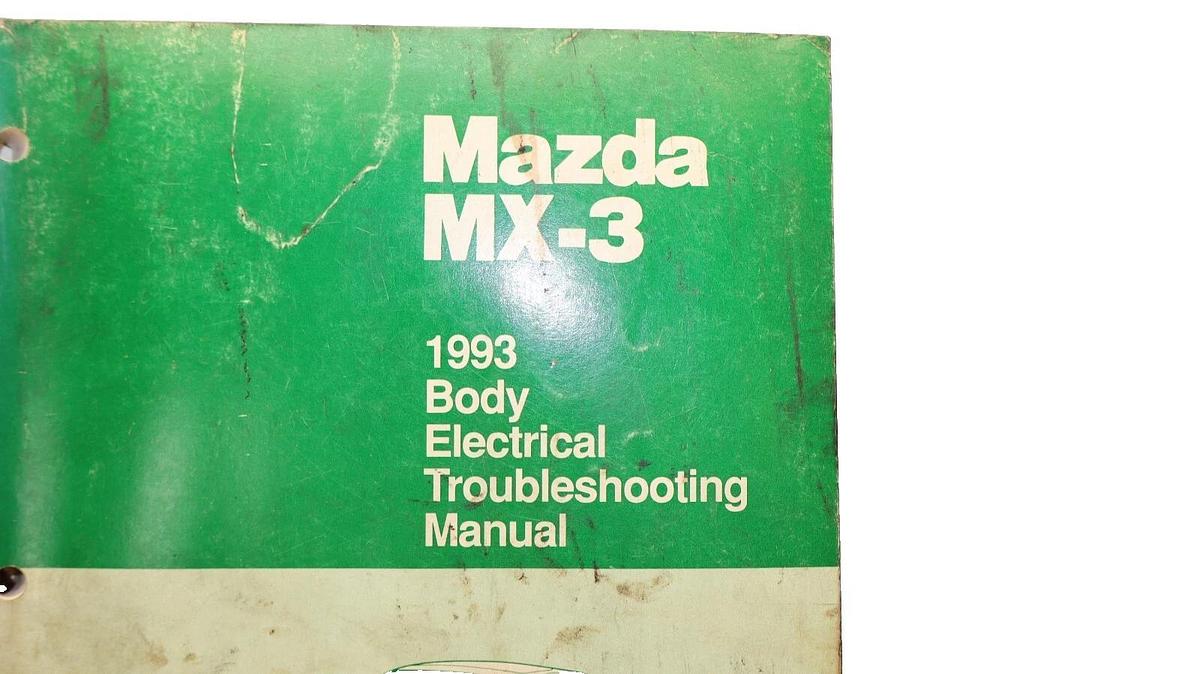 Mazda
MX-3
1993
Body
Electrical
Troubleshooting
Manual